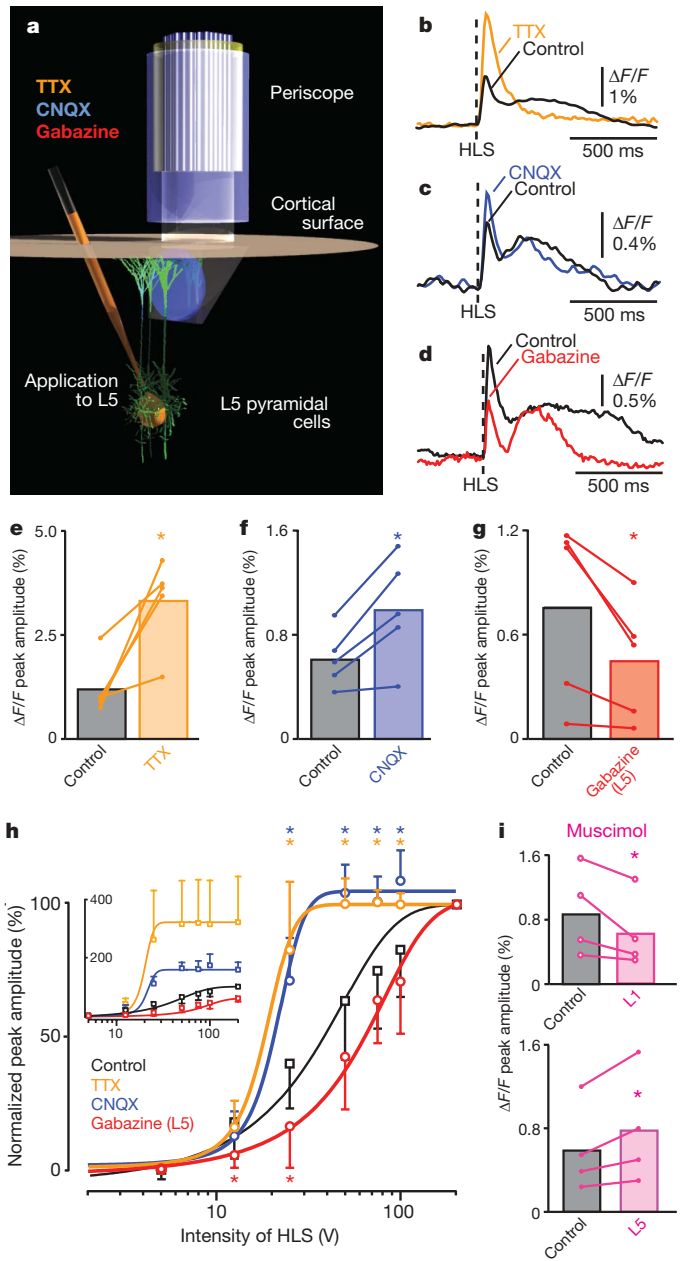 a
TTX
CNQX
Gabazine
Periscope
Cortical
surface
Application
to L5
L5 pyramidal
cells
b
TTX
Control
ΔF/F
1%
HLS
500 ms
c
CNQX
Control
ΔF/F
0.4%
HLS
500 ms
d
Control
Gabazine
ΔF/F
0.5%
HLS
500 ms
e
ΔF/F peak amplitude (%)
5.0
2.5
0
*
Control
TTX
f
ΔF/F peak amplitude (%)
1.6
0.8
0
*
Control
CNQX
g
ΔF/F peak amplitude (%)
1.2
0.6
0
*
Control
Gabazine
(L5)
h
Normalized peak amplitude (%)
100
50
0
* * * *
* * * *
400
200
10 100
Control
TTX
CNQX
Gabazine (L5)
* *
10 100
Intensity of HLS (V)
i
Muscimol
ΔF/F peak amplitude (%)
1.6
0.8
0
*
Control
L1
1.6
0.8
0
*
Control
L5